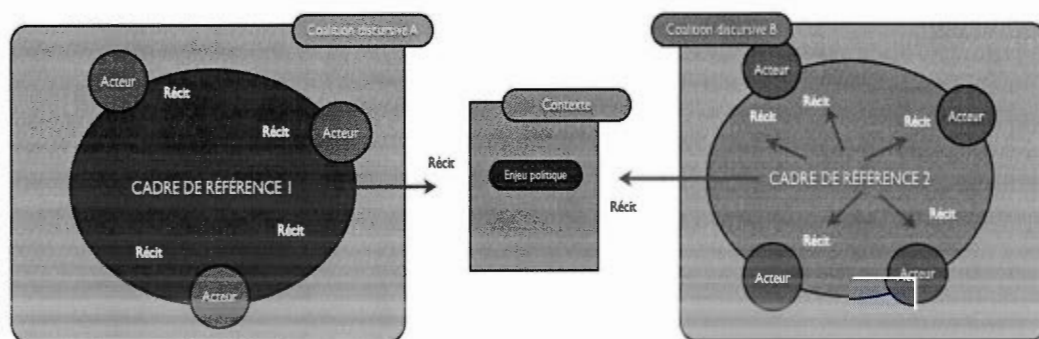 Coalition discursive A
Acteur
Récit
Récit
Acteur
CADRE DE RÉFÉRENCE 1
Récit
Récit
Acteur
Récit
Contexte
Enjeu politique
Récit
Coalition discursive B
Acteur
Récit
Récit
Récit
Acteur
CADRE DE RÉFÉRENCE 2
Récit
Récit
Acteur
Acteur